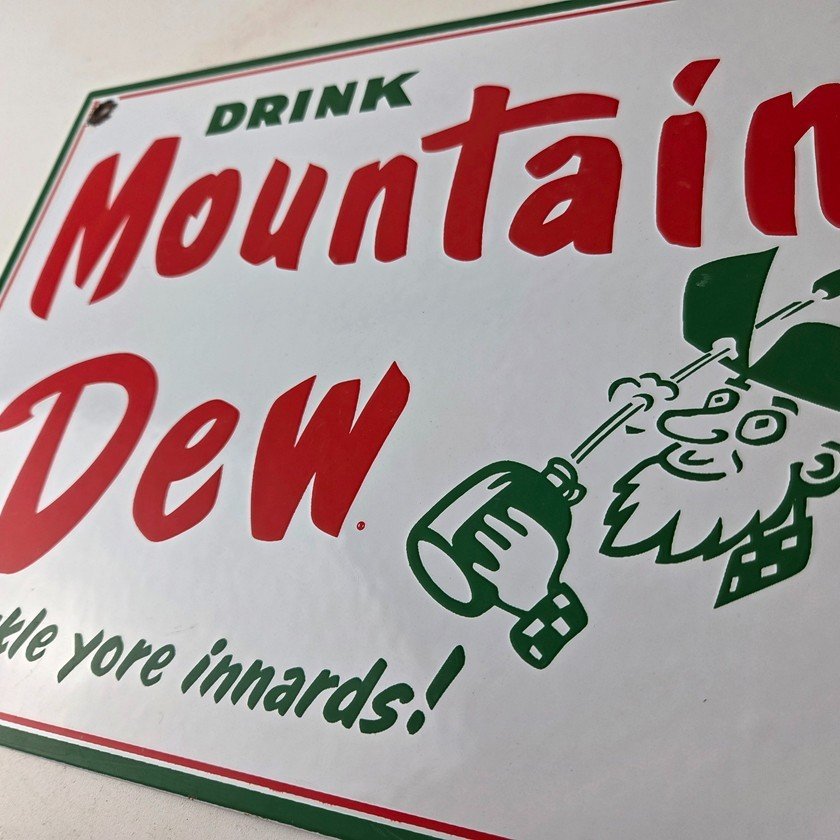 DRINK
Mountain
Dew®
kle yore innards!